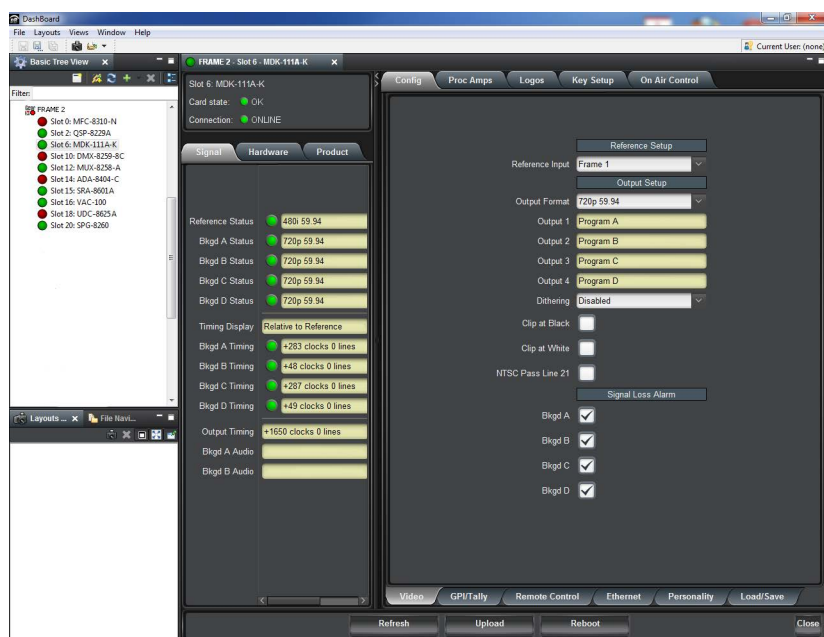 DashBoard
File Layouts Views Window Help
Current User: (none)
Basic Tree View
Filter:
FRAME 2
Slot 0: MFC-8310-N
Slot 2: QSP-8229A
Slot 6: MDK-111A-K
Slot 10: DMX-8259-8C
Slot 12: MUX-8258-A
Slot 14: ADA-8404-C
Slot 15: SRA-8601A
Slot 16: VAC-100
Slot 18: UDC-8625A
Slot 20: SPG-8260
Layouts ... File Navi...
FRAME 2 - Slot 6 - MDK-111A-K
Slot 6: MDK-111A-K
Card state: OK
Connection: ONLINE
Signal Hardware Product
Reference Status 480i 59.94
Bkgd A Status 720p 59.94
Bkgd B Status 720p 59.94
Bkgd C Status 720p 59.94
Bkgd D Status 720p 59.94
Timing Display Relative to Reference
Bkgd A Timing +283 clocks 0 lines
Bkgd B Timing +48 clocks 0 lines
Bkgd C Timing +287 clocks 0 lines
Bkgd D Timing +49 clocks 0 lines
Output Timing +1650 clocks 0 lines
Bkgd A Audio
Bkgd B Audio
Config Proc Amps Logos Key Setup On Air Control
Reference Setup
Reference Input Frame 1
Output Setup
Output Format 720p 59.94
Output 1 Program A
Output 2 Program B
Output 3 Program C
Output 4 Program D
Dithering Disabled
Clip at Black
Clip at White
NTSC Pass Line 21
Signal Loss Alarm
Bkgd A
Bkgd B
Bkgd C
Bkgd D
Video GPI/Tally Remote Control Ethernet Personality Load/Save
Refresh Upload Reboot Close